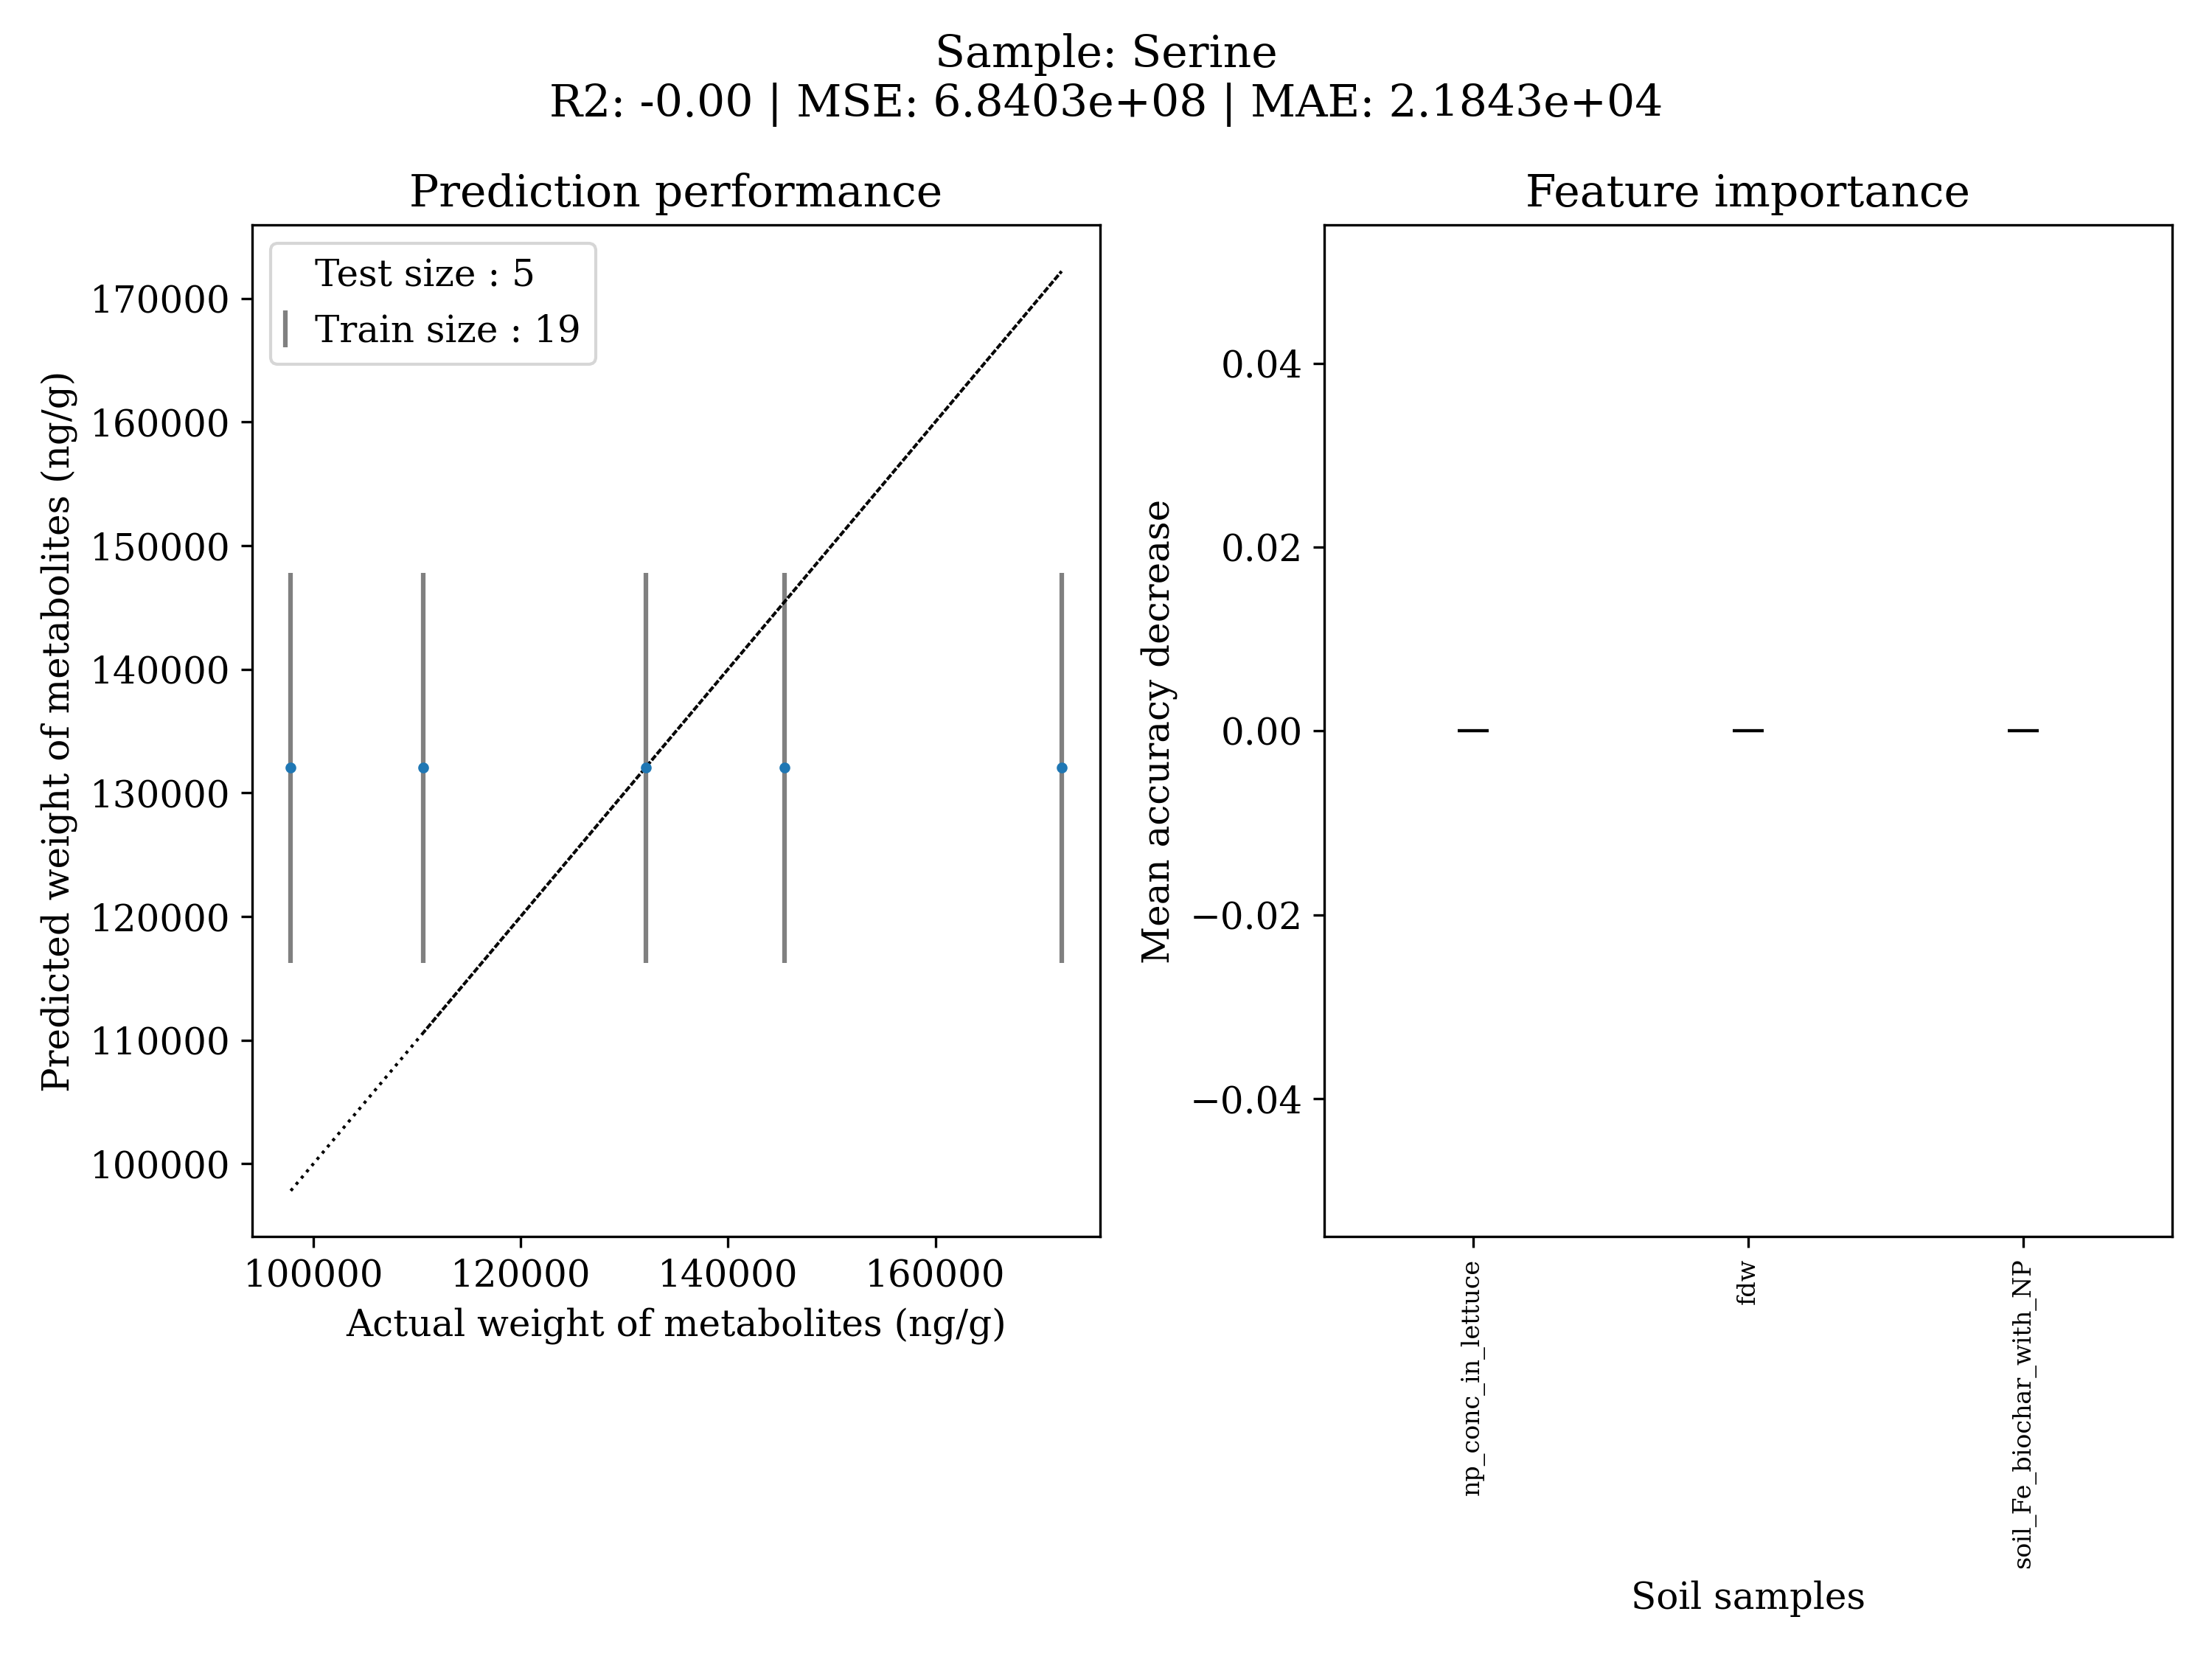 Sample: Serine
R2: -0.00 | MSE: 6.8403e+08 | MAE: 2.1843e+04
Prediction performance
Test size : 5
Train size : 19
170000
160000
150000
140000
130000
120000
110000
100000
Predicted weight of metabolites (ng/g)
100000 120000 140000 160000
Actual weight of metabolites (ng/g)
Feature importance
0.04
0.02
0.00
−0.02
−0.04
Mean accuracy decrease
np_conc_in_lettuce
fdw
soil_Fe_biochar_with_NP
Soil samples